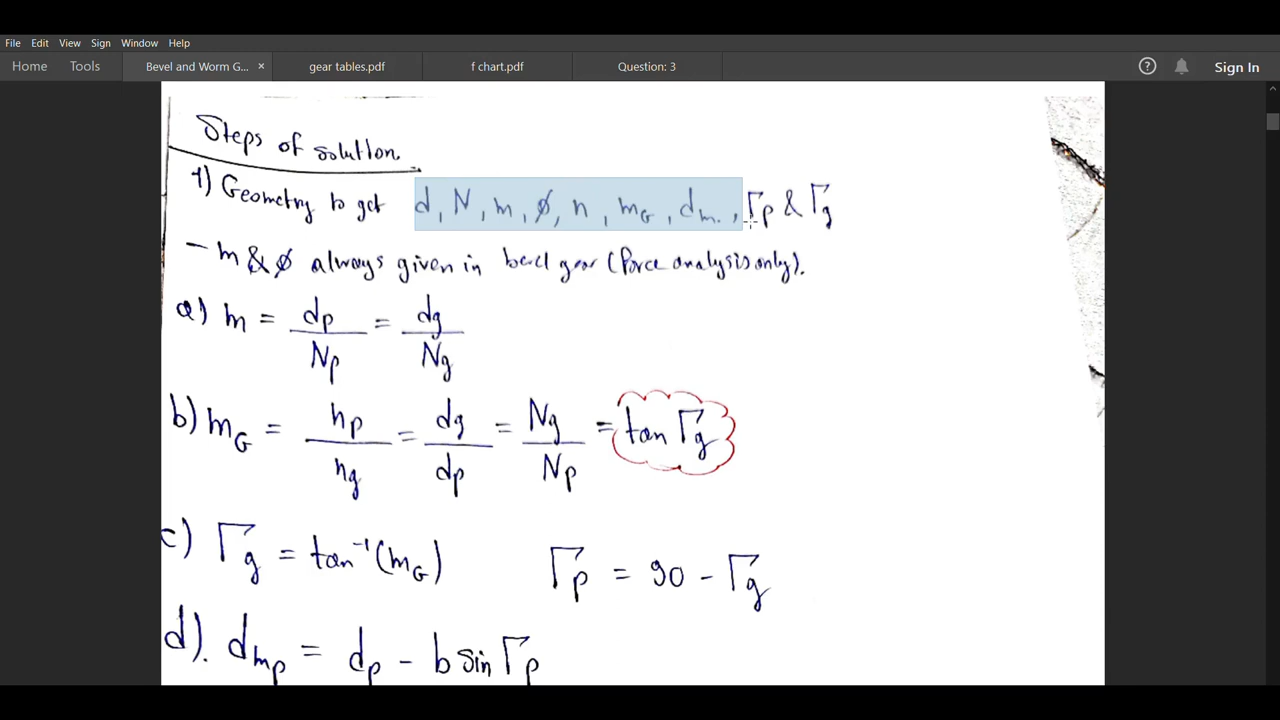 File Edit View Sign Window Help
Home Tools Bevel and Worm G... × gear tables.pdf f chart.pdf Question: 3 ? Sign In
Steps of solution
1) Geometry to get d, N, m, ø, n, mG, dm., Γp & Γg
- m & ø always given in bevel gear (Force analysis only).
a) m = dp/Np = dg/Ng
b) mG = np/ng = dg/dp = Ng/Np = tan Γg
c) Γg = tan⁻¹(mG) Γp = 90 - Γg
d). dmp = dp - b sin Γp